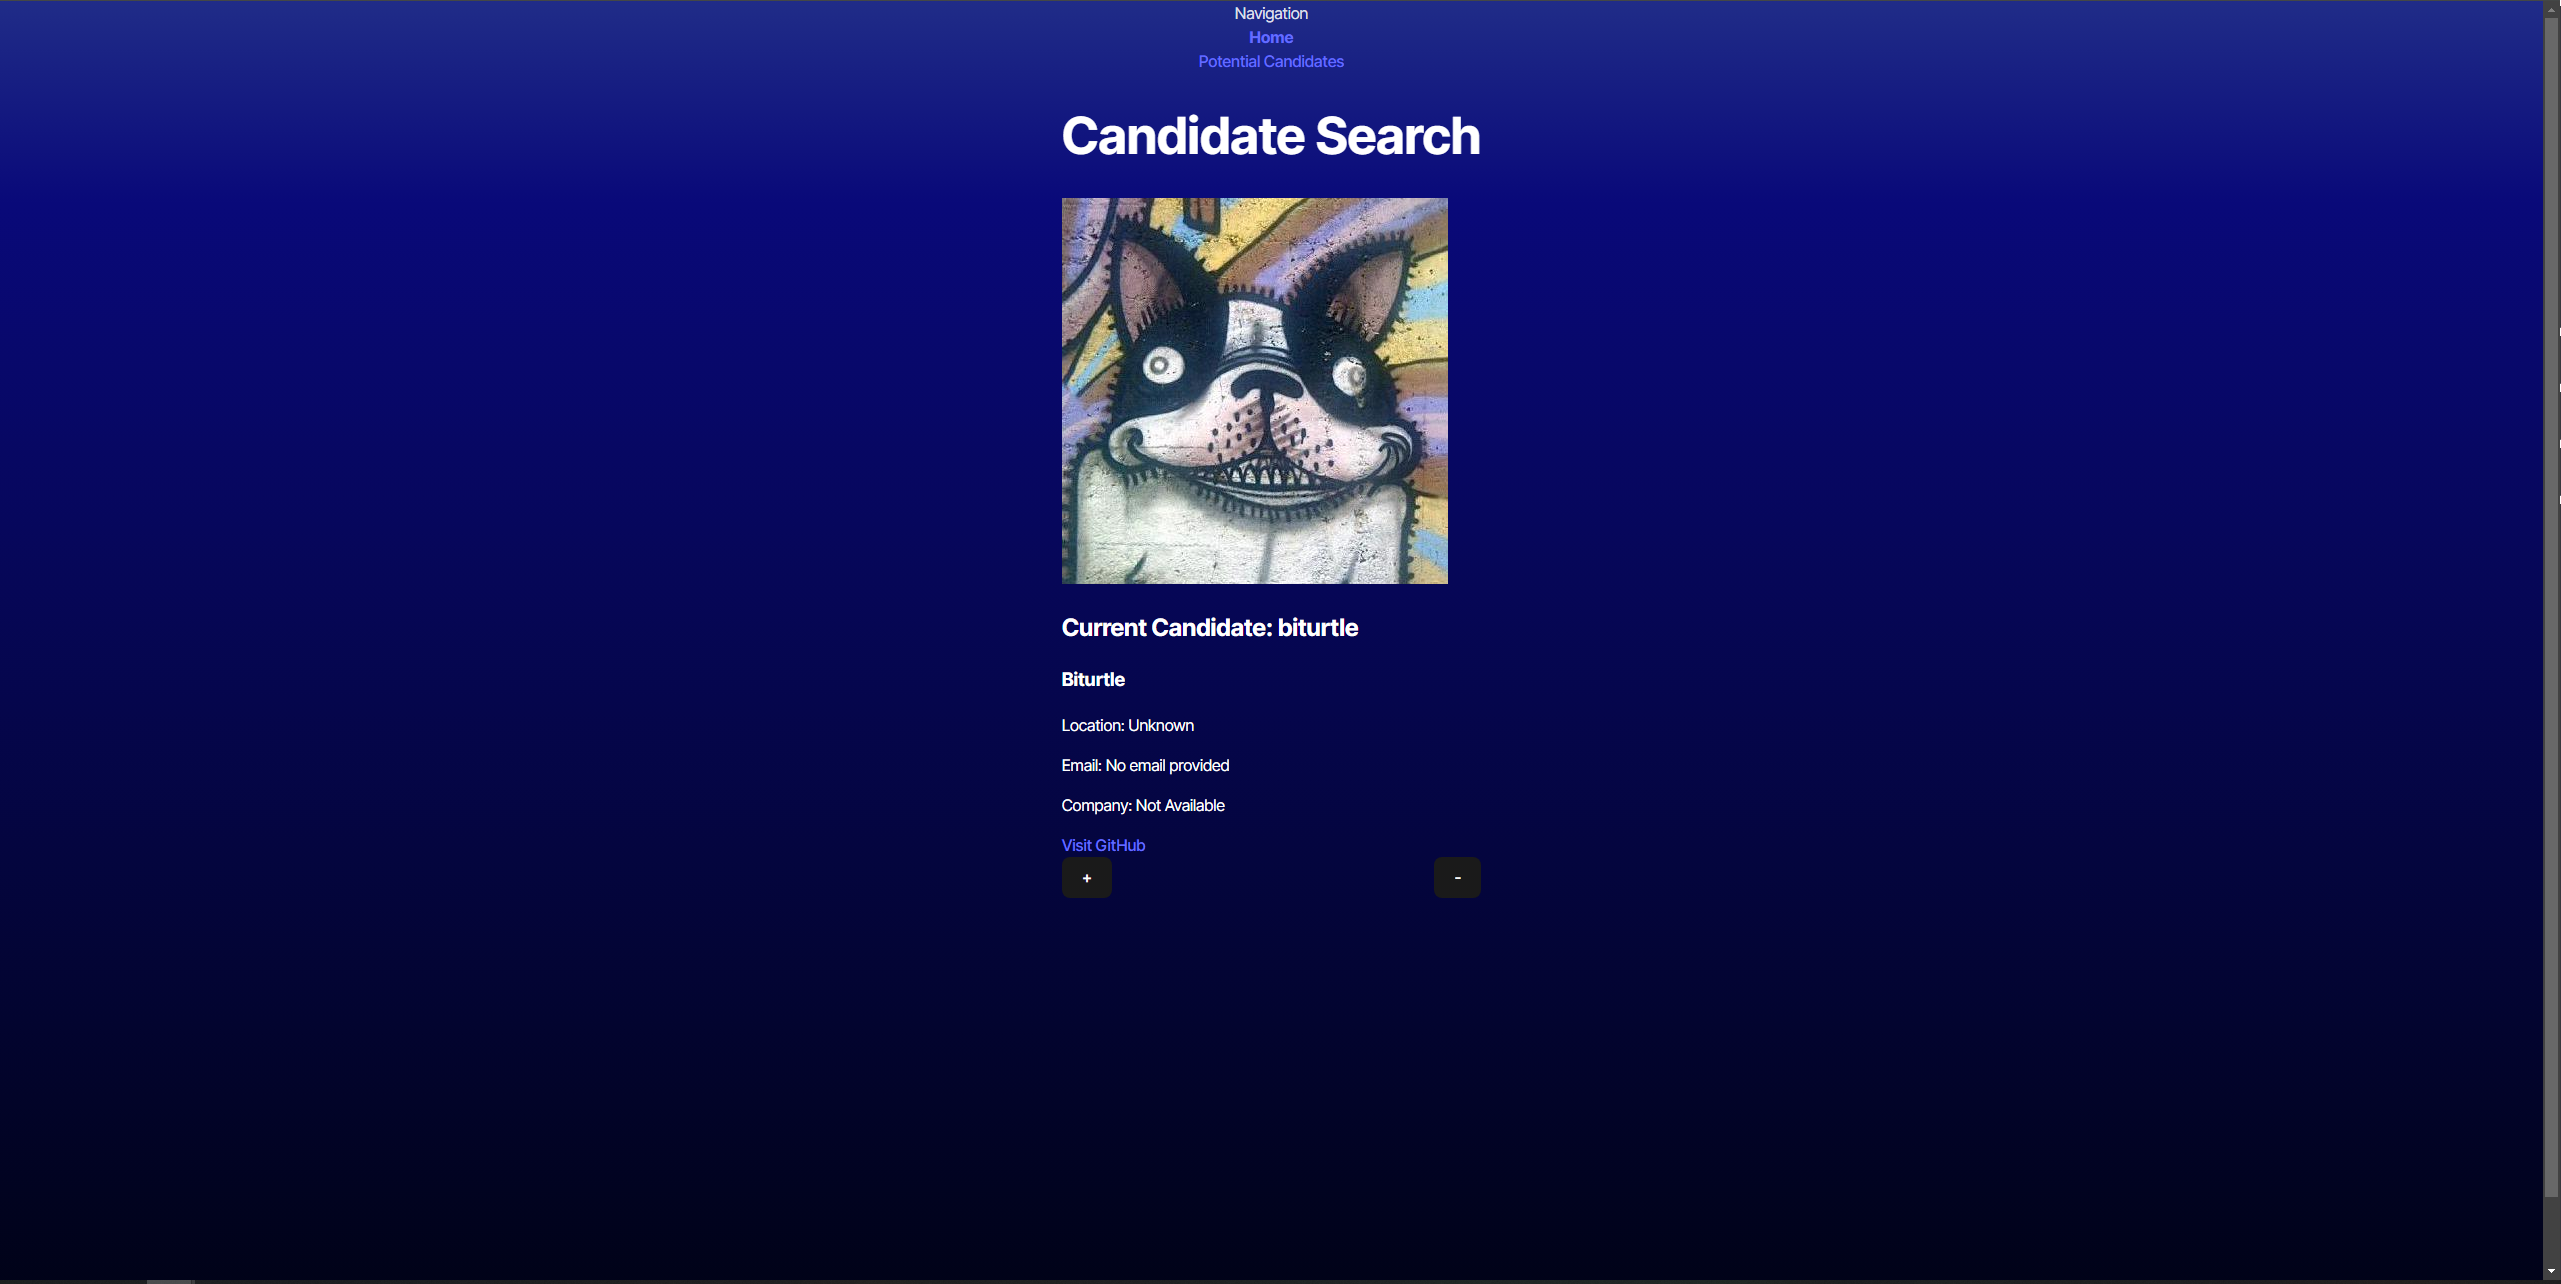 Navigation
Home
Potential Candidates
Candidate Search
Current Candidate: biturtle
Biturtle
Location: Unknown
Email: No email provided
Company: Not Available
Visit GitHub
+
-